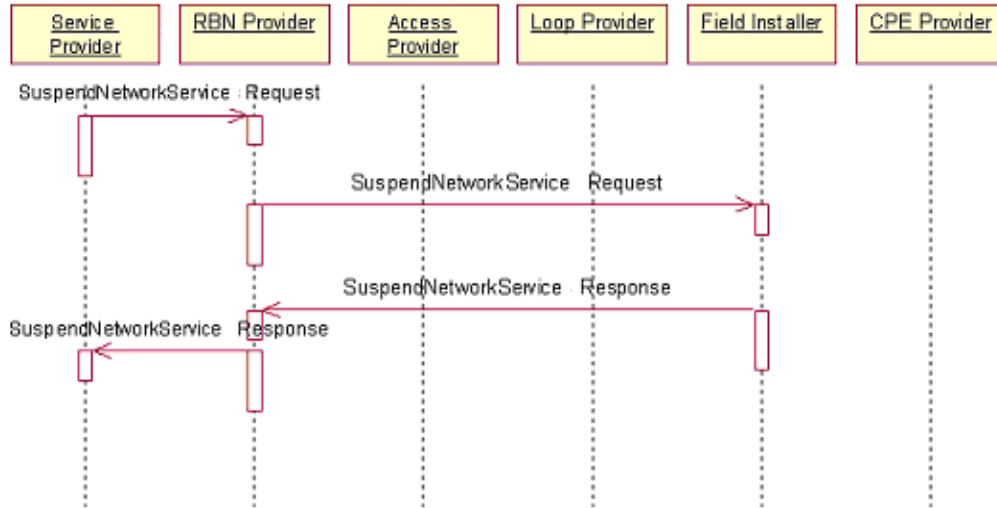 Service
Provider
RBN Provider
Access
Provider
Loop Provider
Field Installer
CPE Provider
SuspendNetworkService : Request
SuspendNetworkService Request
SuspendNetworkService : Response
SuspendNetworkService Response